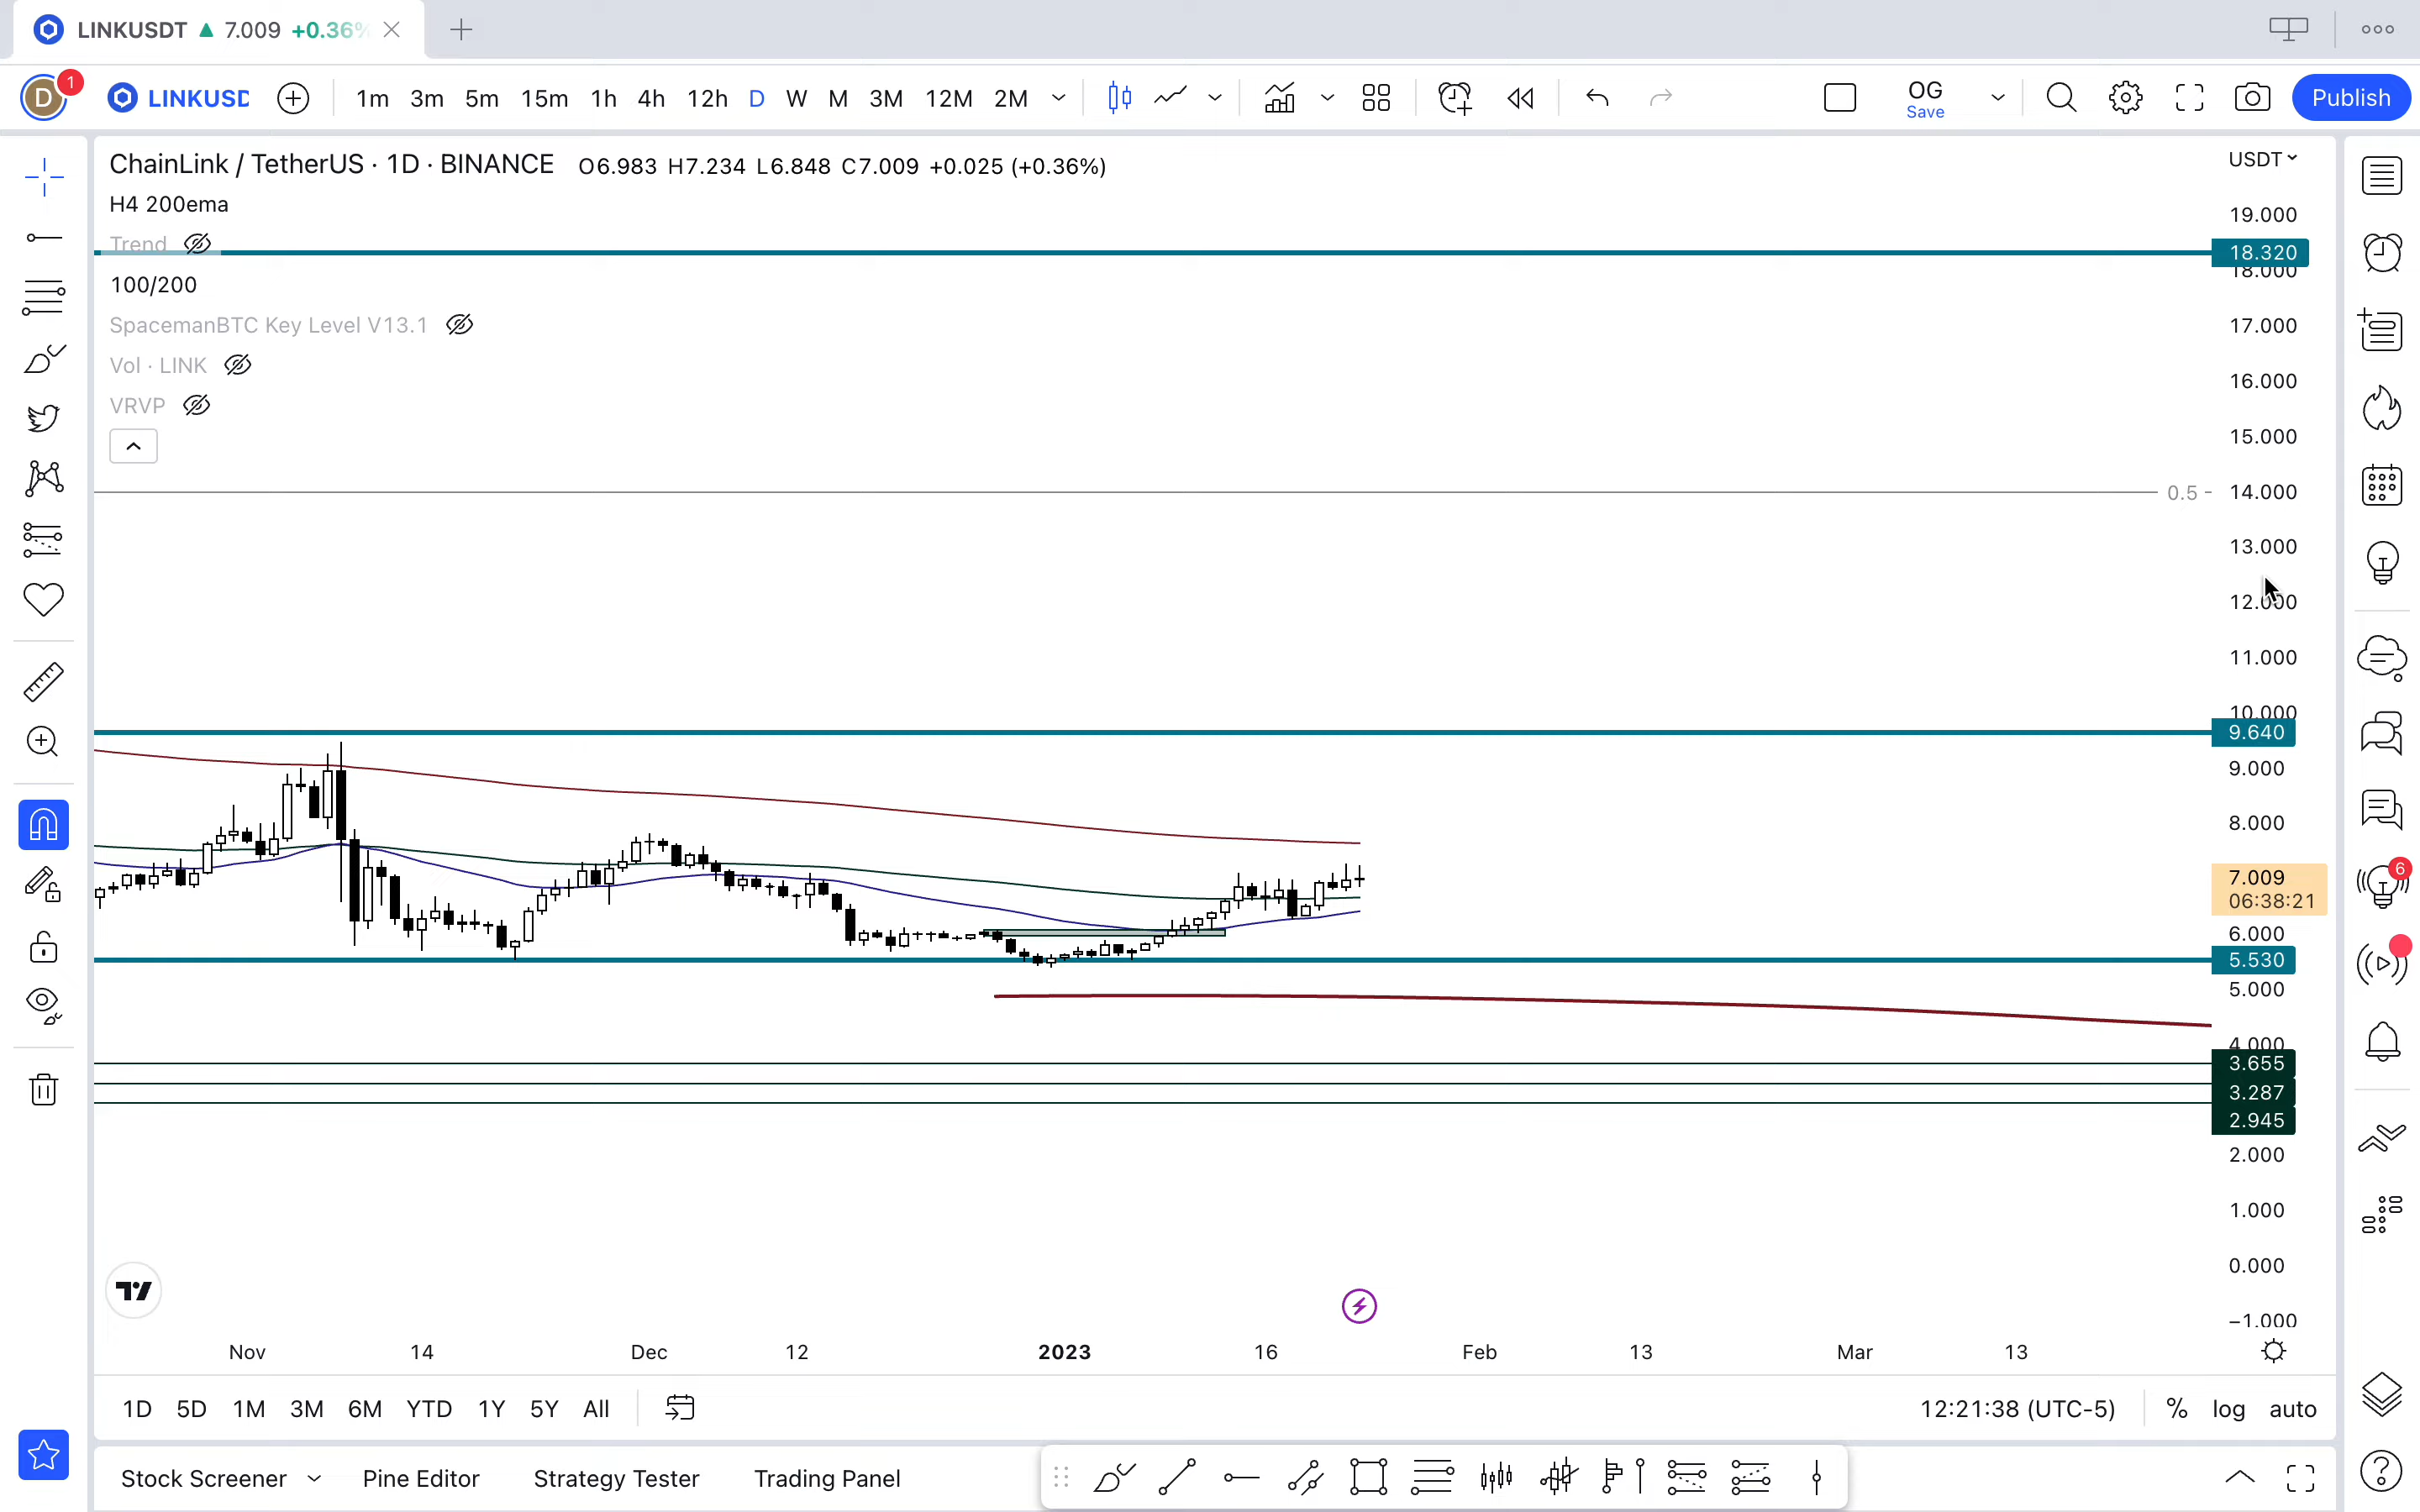 LINKUSDT ▲ 7.009 +0.36%
D 1 LINKUSD 1m 3m 5m 15m 1h 4h 12h D W M 3M 12M 2M OG Save Publish
ChainLink / TetherUS · 1D · BINANCE O6.983 H7.234 L6.848 C7.009 +0.025 (+0.36%)
USDT
H4 200ema
19.000
Trend
18.320
18.000
100/200
SpacemanBTC Key Level V13.1
17.000
Vol · LINK
16.000
VRVP
15.000
0.5
14.000
13.000
12.000
11.000
10.000
9.640
9.000
8.000
7.009
06:38:21
6
6.000
5.530
5.000
4.000
3.655
3.287
2.945
2.000
1.000
0.000
−1.000
Nov 14 Dec 12 2023 16 Feb 13 Mar 13
1D 5D 1M 3M 6M YTD 1Y 5Y All 12:21:38 (UTC-5) % log auto
Stock Screener Pine Editor Strategy Tester Trading Panel